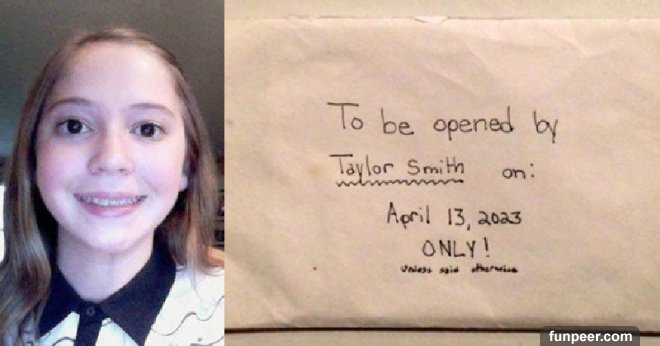 To be opened by
Taylor Smith on:
April 13, 2023
ONLY!
unless said otherwise
funpeer.com